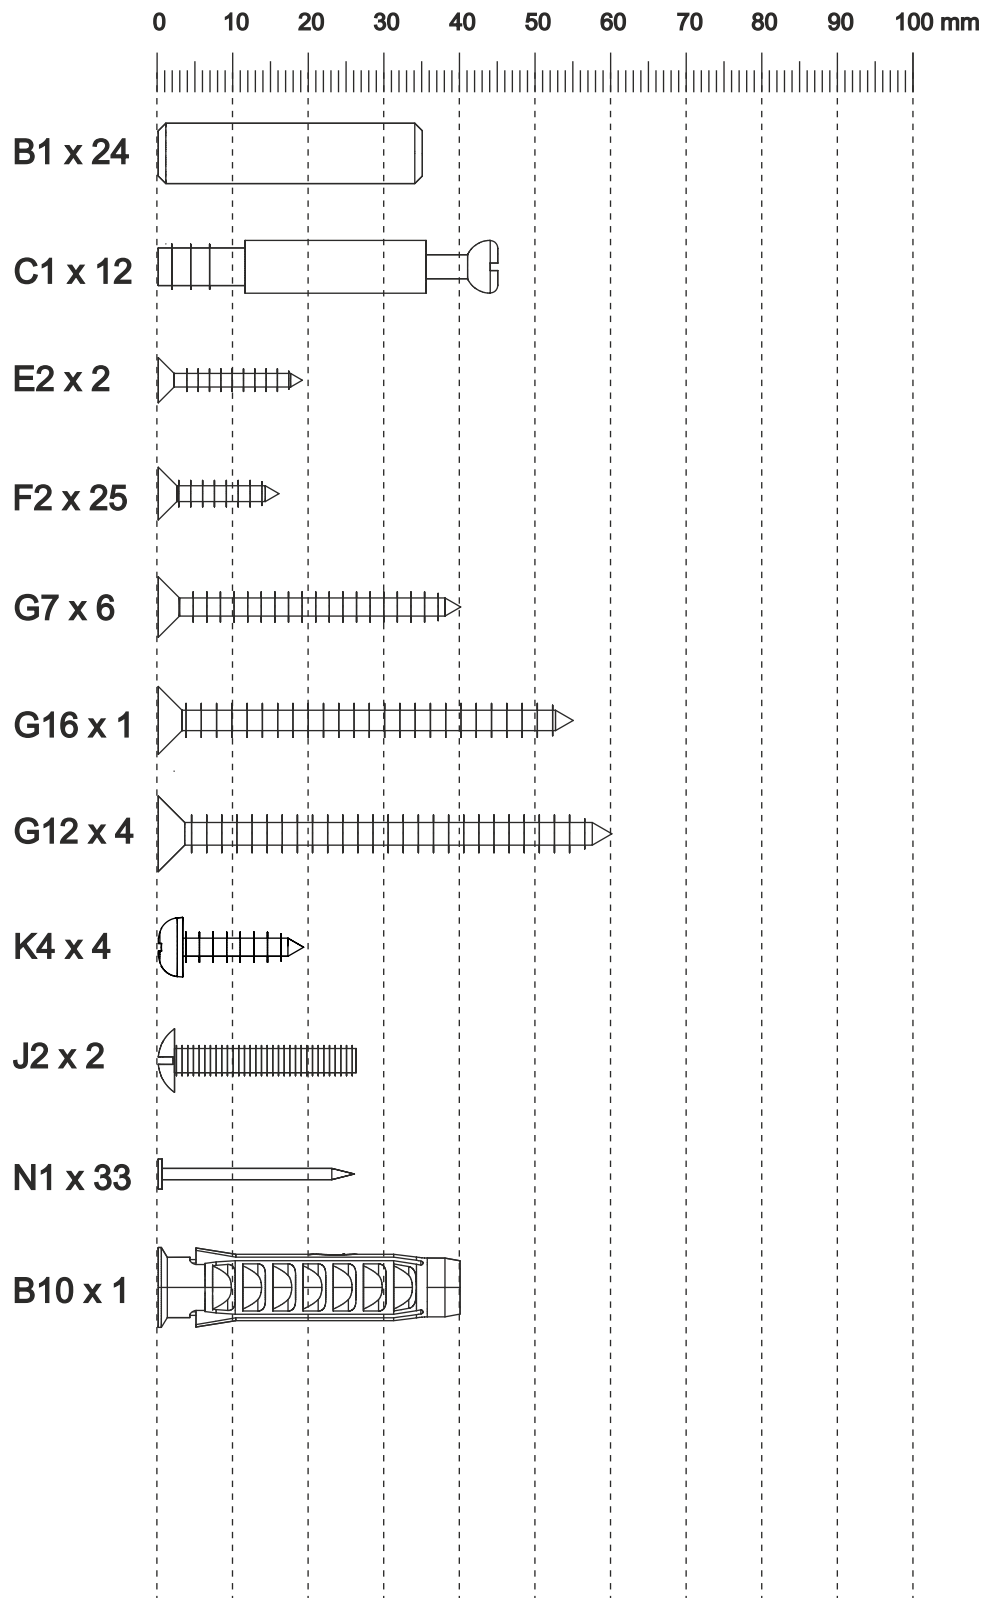 0 10 20 30 40 50 60 70 80 90 100 mm
B1 x 24
C1 x 12
E2 x 2
F2 x 25
G7 x 6
G16 x 1
G12 x 4
K4 x 4
J2 x 2
N1 x 33
B10 x 1